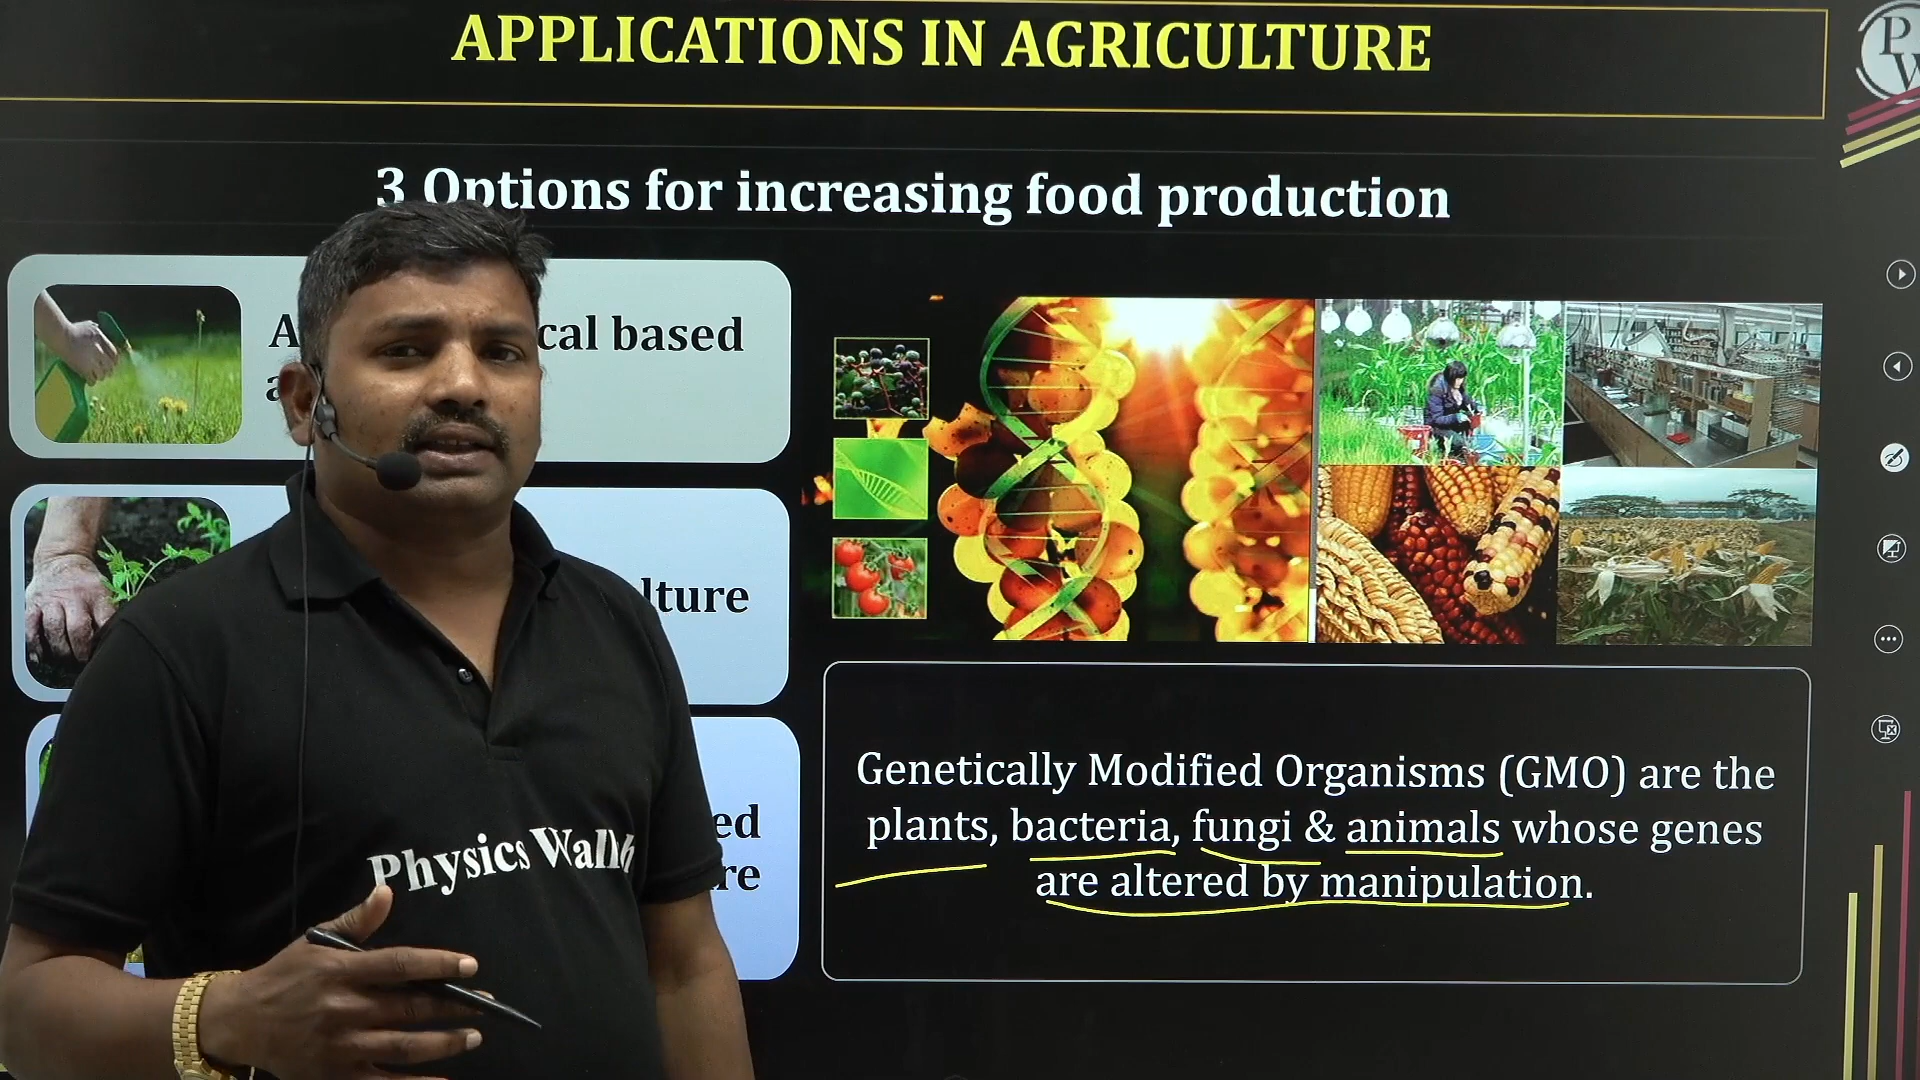 APPLICATIONS IN AGRICULTURE
P
W
3 Options for increasing food production
cal based
lture
ed
re
Genetically Modified Organisms (GMO) are the
plants, bacteria, fungi & animals whose genes
are altered by manipulation.
Physics Wallah